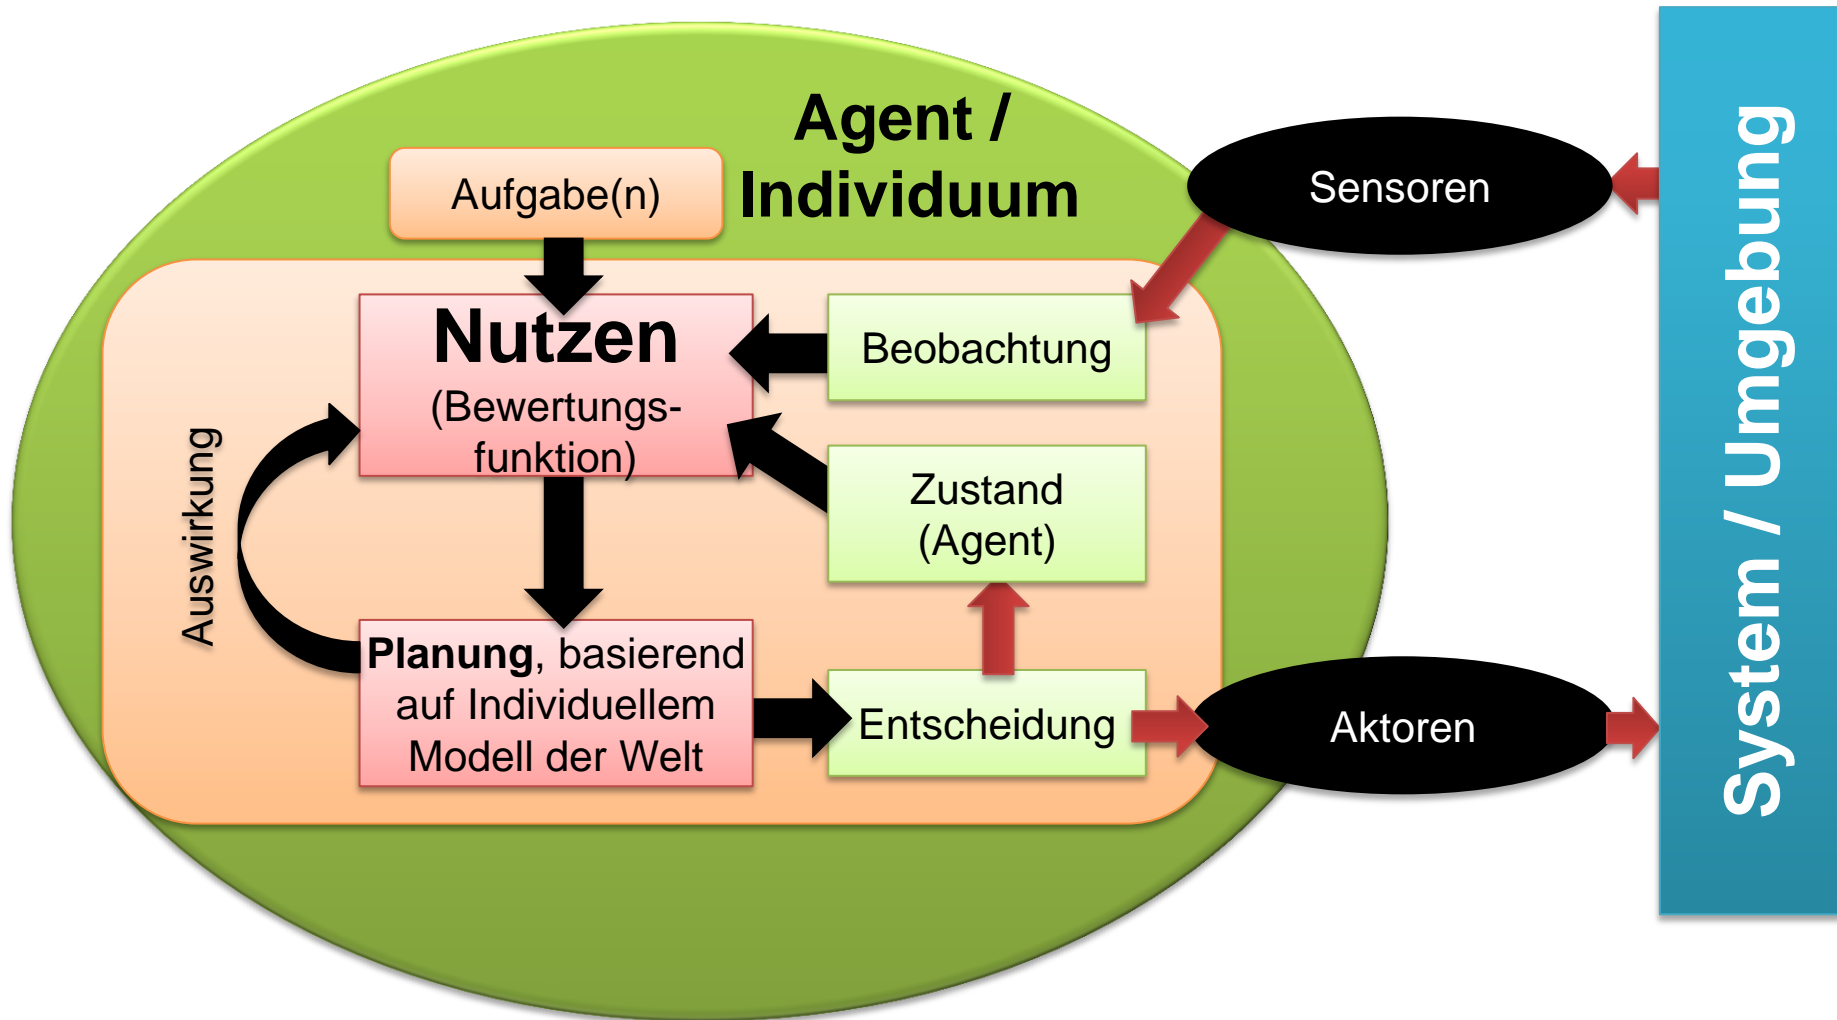 Agent /
Individuum
Aufgabe(n)
Sensoren
Nutzen
(Bewertungs-
funktion)
Beobachtung
Zustand
(Agent)
Auswirkung
Planung, basierend
auf Individuellem
Modell der Welt
Entscheidung
Aktoren
System / Umgebung